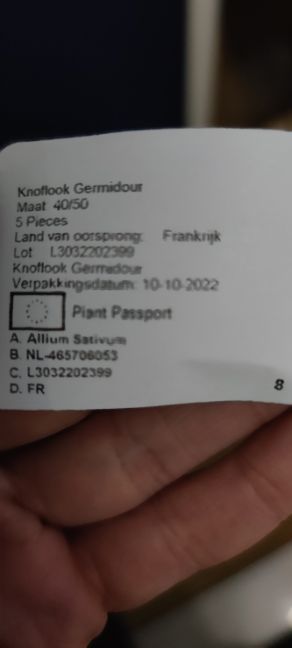 Knoflook Germidour
Maat 40/50
5 Pieces
Land van oorsprong: Frankrijk
Lot L3032202399
Knoflook Germidour
Verpakkingsdatum: 10-10-2022
Plant Passport
A. Allium Sativum
B. NL-465706053
C. L3032202399
D. FR
8